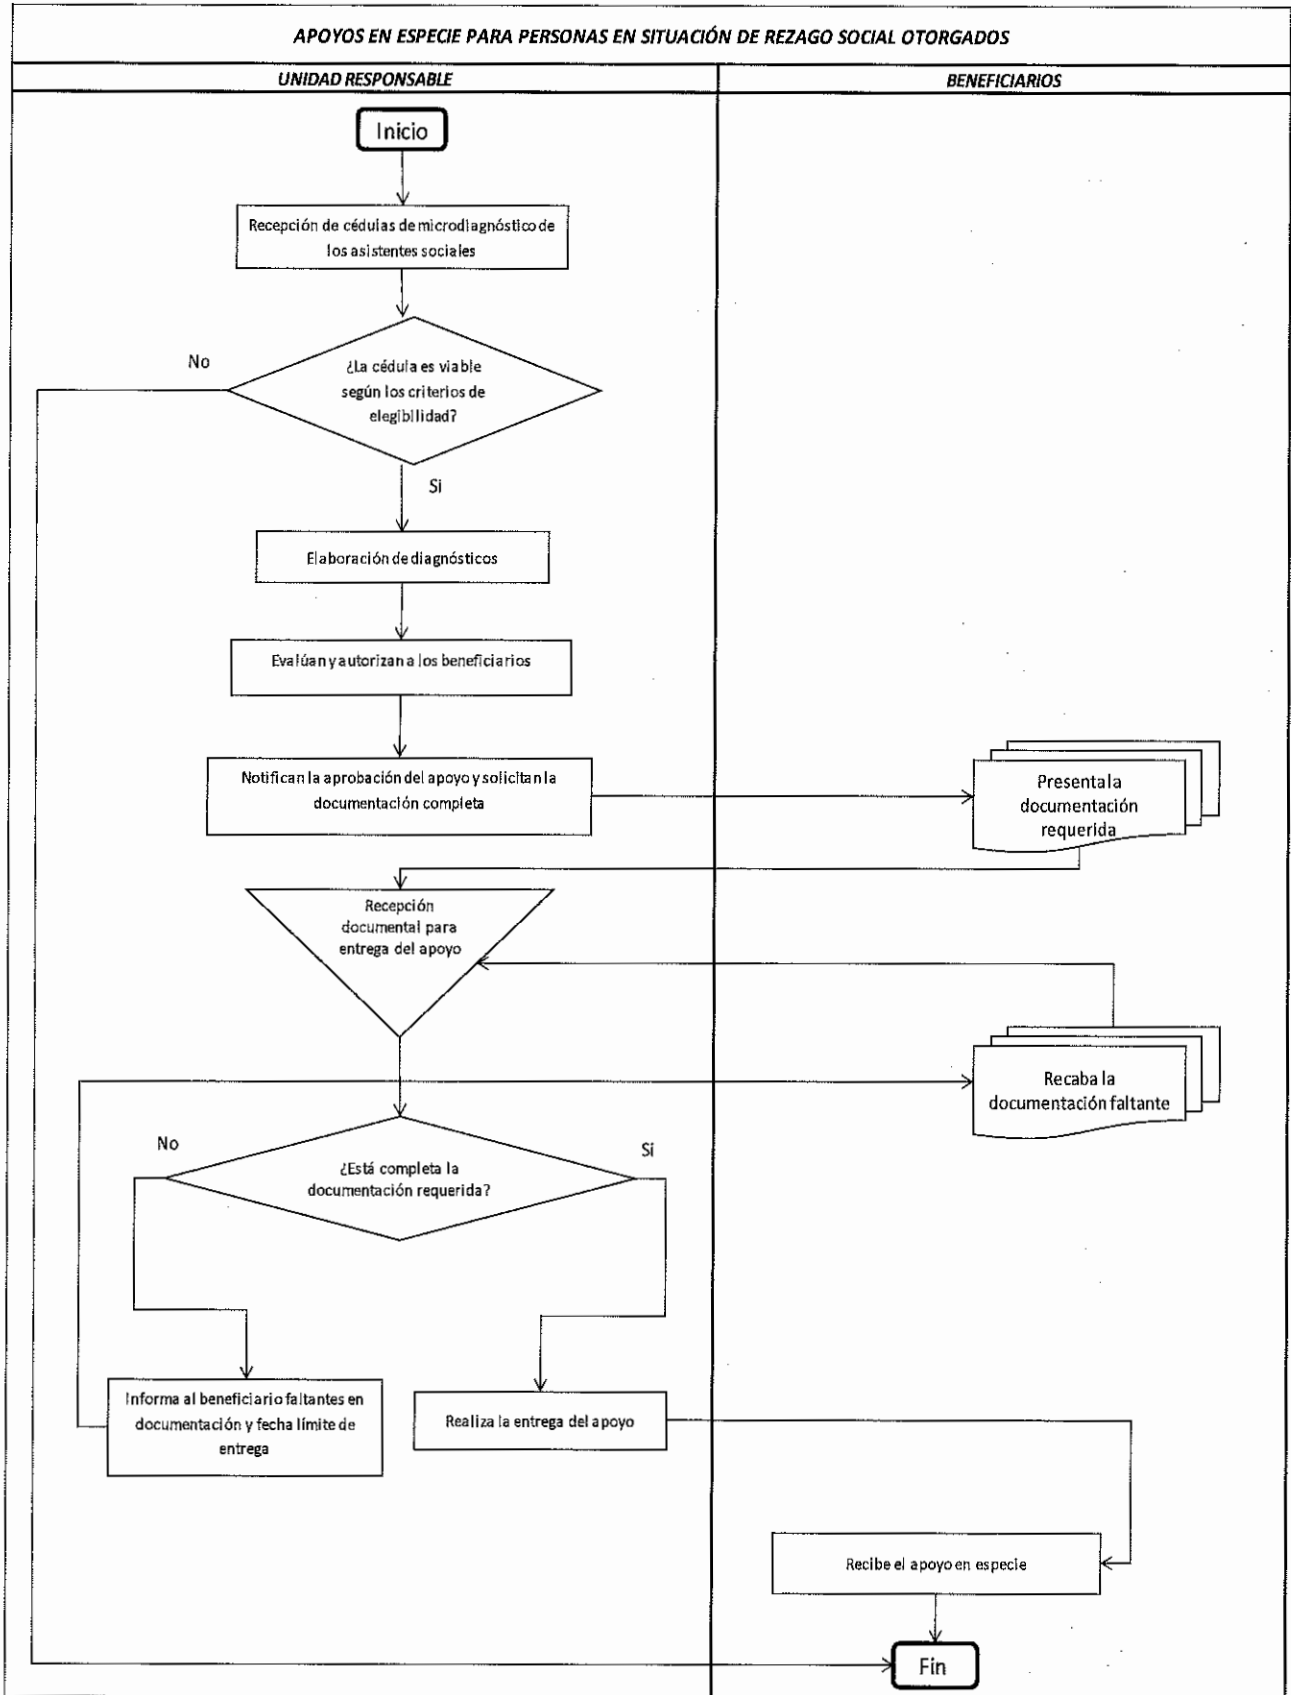 APOYOS EN ESPECIE PARA PERSONAS EN SITUACIÓN DE REZAGO SOCIAL OTORGADOS
UNIDAD RESPONSABLE
BENEFICIARIOS
Inicio
Recepción de cédulas de microdiagnóstico de
los asistentes sociales
No
¿La cédula es viable
según los criterios de
elegibilidad?
Si
Elaboración de diagnósticos
Evalúan y autorizan a los beneficiarios
Notifican la aprobación del apoyo y solicitan la
documentación completa
Presenta la
documentación
requerida
Recepción
documental para
entrega del apoyo
Recaba la
documentación faltante
No
Si
¿Está completa la
documentación requerida?
Informa al beneficiario faltantes en
documentación y fecha límite de
entrega
Realiza la entrega del apoyo
Recibe el apoyo en especie
Fin